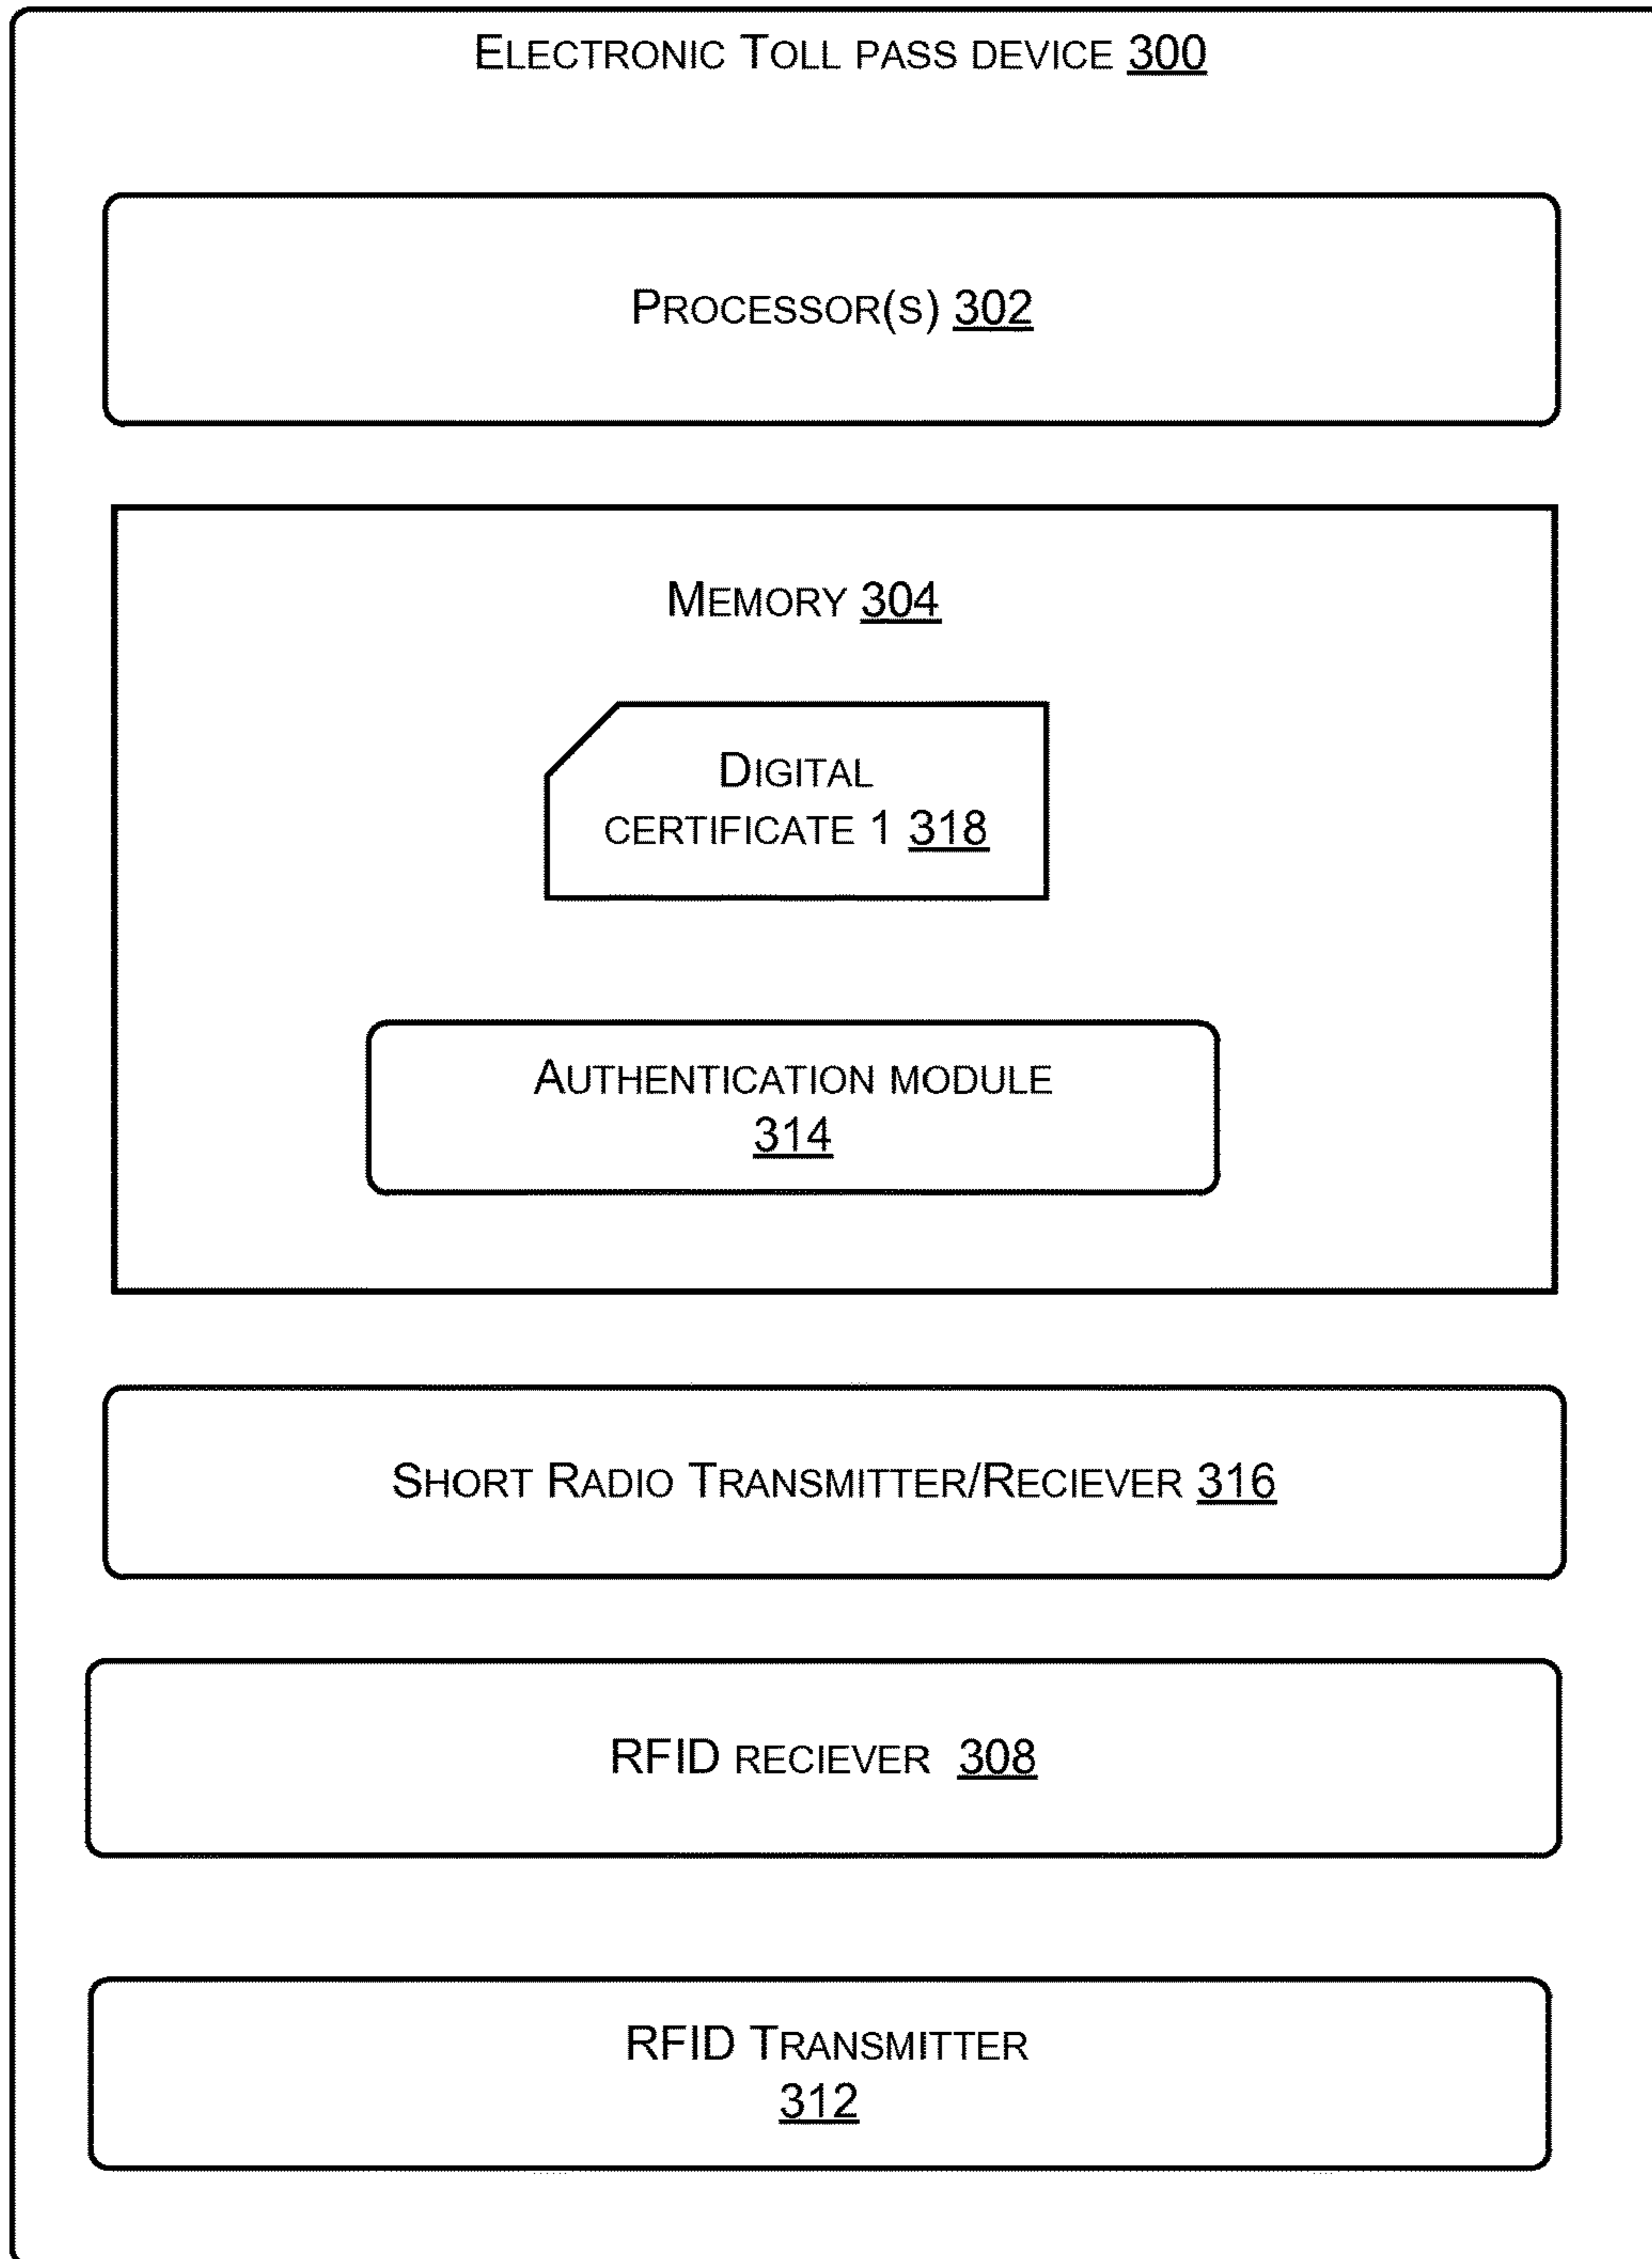 ELECTRONIC TOLL PASS DEVICE 300
PROCESSOR(S) 302
MEMORY 304
DIGITAL
CERTIFICATE 1 318
AUTHENTICATION MODULE
314
SHORT RADIO TRANSMITTER/RECIEVER 316
RFID RECIEVER 308
RFID TRANSMITTER
312